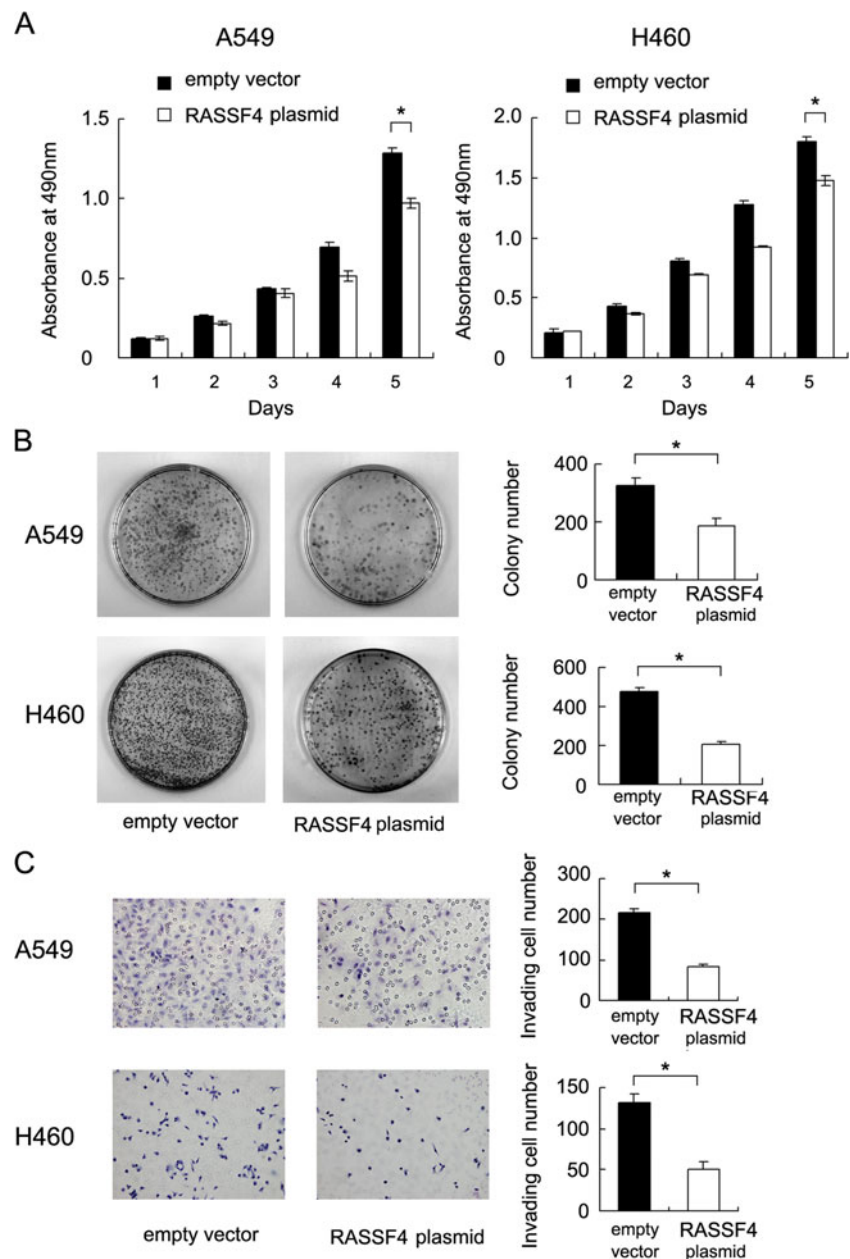 A
A549
empty vector
RASSF4 plasmid
Absorbance at 490nm
1.5
1.0
0.5
0
*
1 2 3 4 5
Days
H460
empty vector
RASSF4 plasmid
Absorbance at 490nm
2.0
1.5
1.0
0.5
0
*
1 2 3 4 5
Days
B
A549
H460
empty vector
RASSF4 plasmid
Colony number
400
200
0
*
empty vector
RASSF4 plasmid
Colony number
600
400
200
0
*
empty vector
RASSF4 plasmid
C
A549
H460
empty vector
RASSF4 plasmid
Invading cell number
300
200
100
0
*
empty vector
RASSF4 plasmid
Invading cell number
150
100
50
0
*
empty vector
RASSF4 plasmid